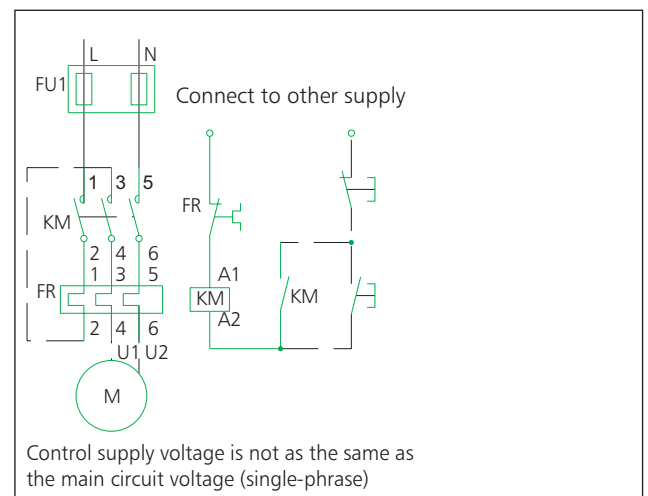 L N
FU1
Connect to other supply
1 3 5
KM
FR
2 4 6
1 3 5
FR
A1
KM
A2
KM
2 4 6
U1 U2
M
Control supply voltage is not as the same as
the main circuit voltage (single-phrase)